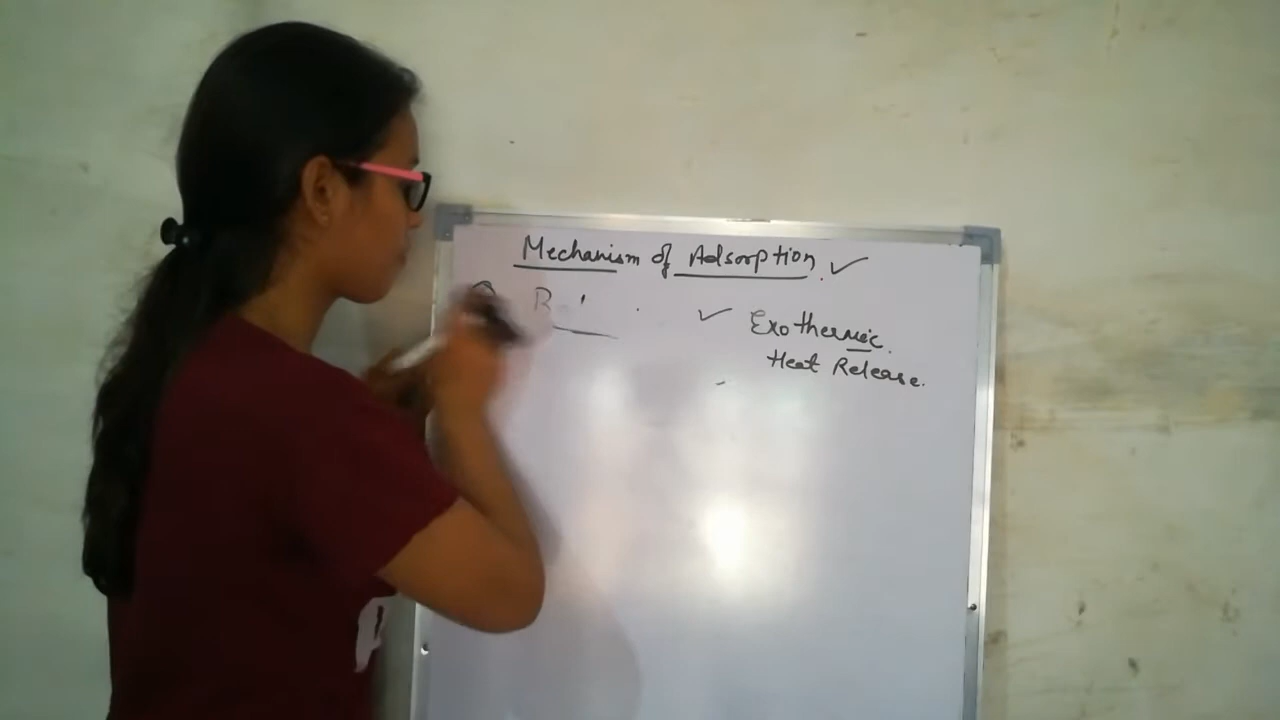 Mechanism of Adsorption.
Exothermic.
Heat Release.